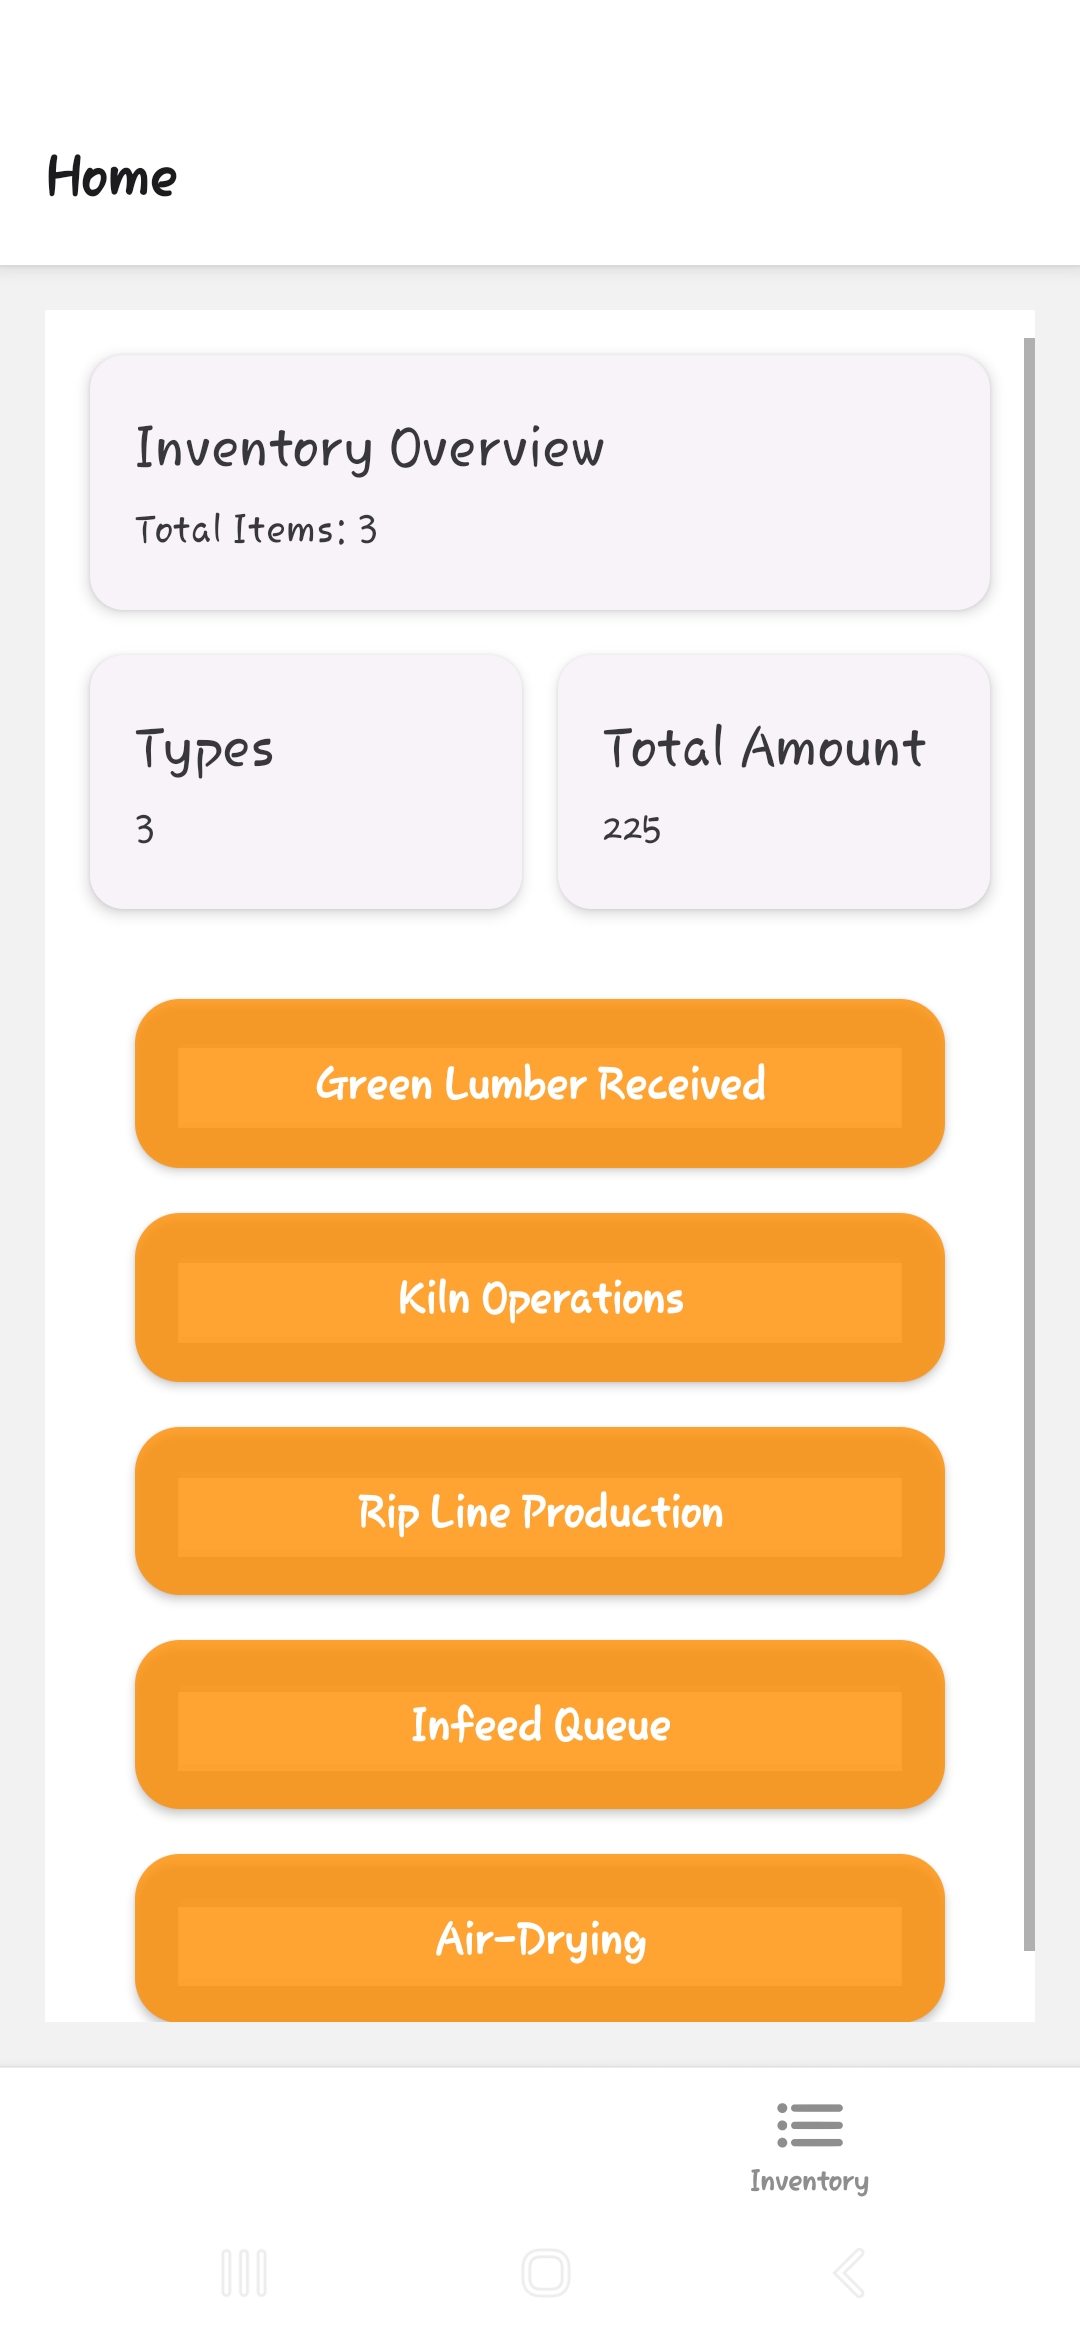 Home
Inventory Overview
Total Items: 3
Types
3
Total Amount
225
Green Lumber Received
Kiln Operations
Rip Line Production
Infeed Queue
Air-Drying
Inventory